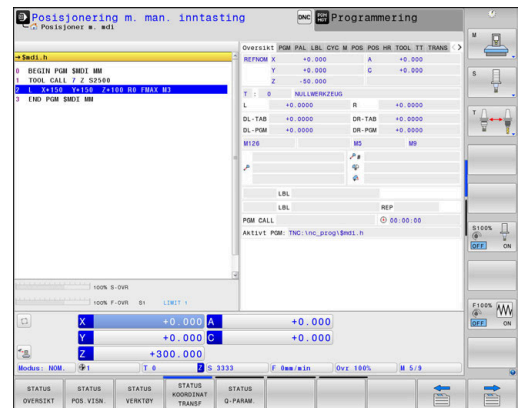 Posisjonering m. man. inntasting
Posisjoner m. mdi
DNC
Programmering
→$mdi.h
0 BEGIN PGM $MDI MM
1 TOOL CALL 7 Z S2500
2 L X+150 Y+150 Z+100 R0 FMAX M3
3 END PGM $MDI MM
100% S-OVR
100% F-OVR S1 LIMIT 1
Oversikt PGM PAL LBL CYC M POS POS HR TOOL TT TRANS
REFNOM X +0.000 A +0.000
Y +0.000 C +0.000
Z -50.000
T : 0 NULLWERKZEUG
L +0.0000 R +0.0000
DL-TAB +0.0000 DR-TAB +0.0000
DL-PGM +0.0000 DR-PGM +0.0000
M126 M5 M9
P#
LBL
LBL REP
PGM CALL 00:00:00
Aktivt PGM: TNC:\nc_prog\$mdi.h
X +0.000 A +0.000
Y +0.000 C +0.000
Z +300.000
Modus: NOM. 1 T 0 Z S 3333 F 0mm/min Ovr 100% M 5/9
STATUS OVERSIKT
STATUS POS.VISN.
STATUS VERKTØY
STATUS KOORDINAT TRANSF
STATUS Q-PARAM.
M
S
T
S100%
OFF ON
F100%
OFF ON